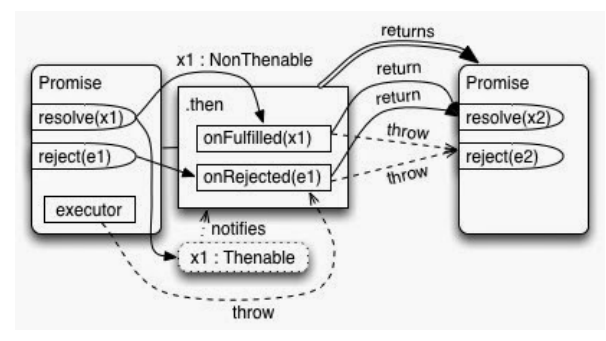 returns
x1 : NonThenable
return
Promise
Promise
return
.then
resolve(x1)
resolve(x2)
onFulfilled(x1)
throw
reject(e1)
reject(e2)
onRejected(e1)
throw
executor
notifies
x1 : Thenable
throw